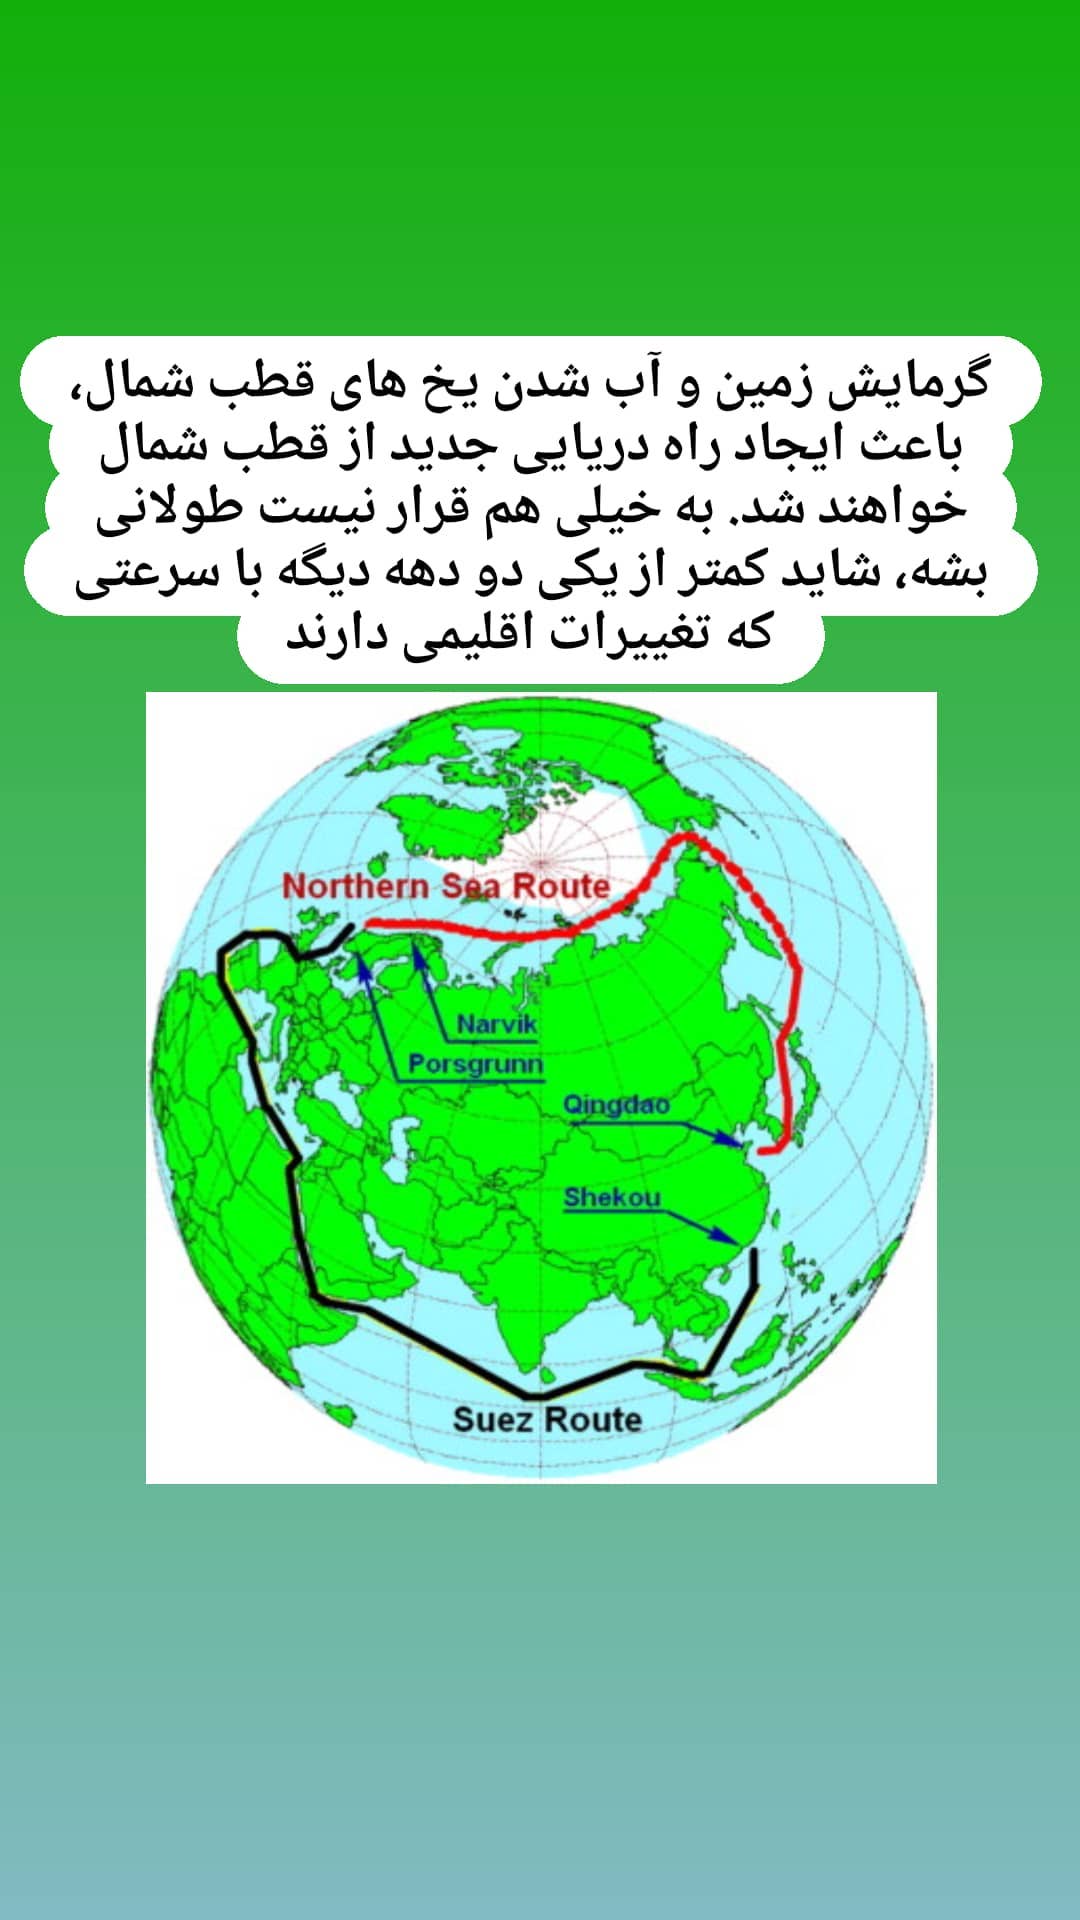 گرمایش زمین و آب شدن یخ های قطب شمال،
باعث ایجاد راه دریایی جدید از قطب شمال
خواهند شد. به خیلی هم قرار نیست طولانی
بشه، شاید کمتر از یکی دو دهه دیگه با سرعتی
که تغییرات اقلیمی دارند
Northern Sea Route
Narvik
Porsgrunn
Qingdao
Shekou
Suez Route